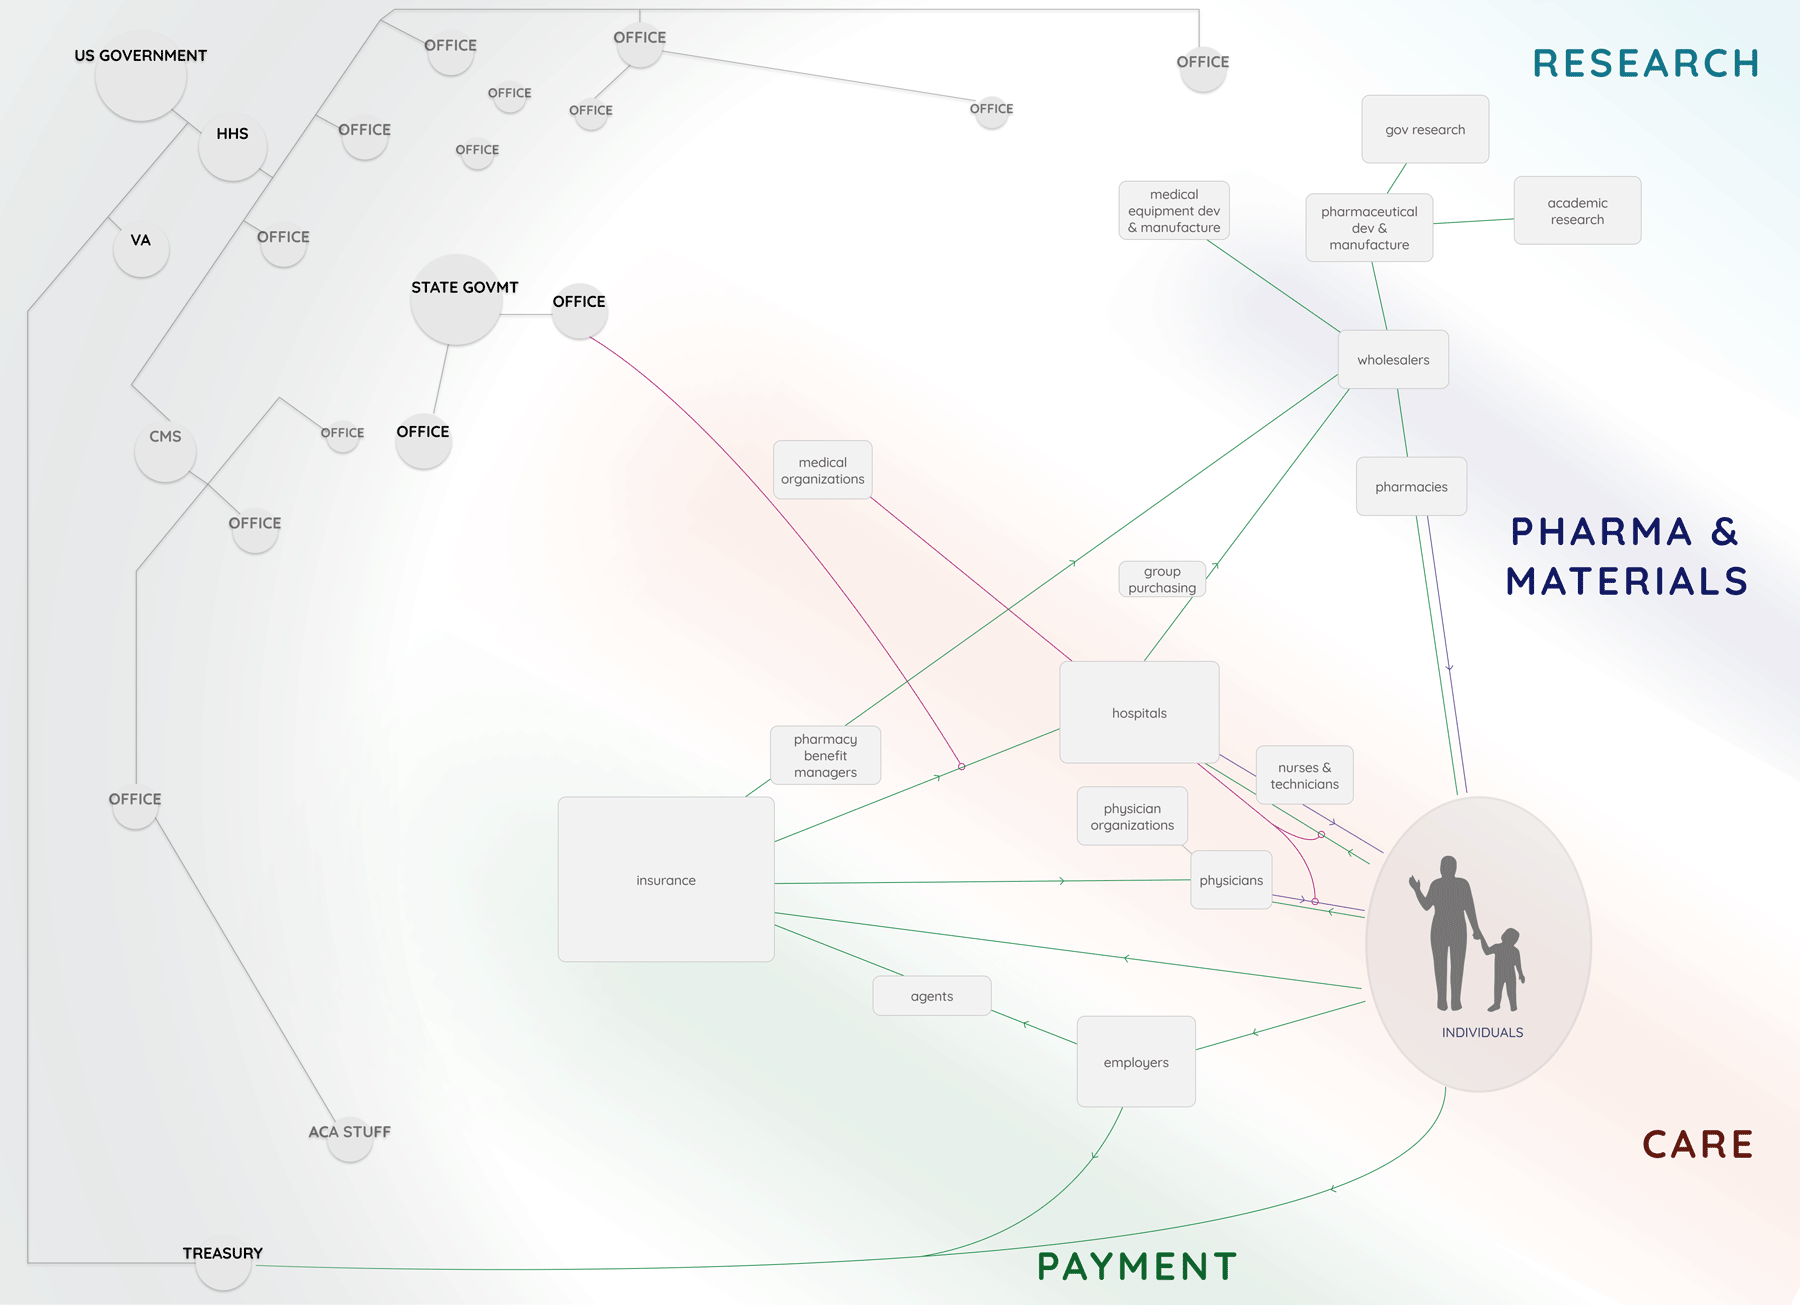 US GOVERNMENT
HHS
VA
OFFICE
OFFICE
OFFICE
OFFICE
OFFICE
OFFICE
OFFICE
OFFICE
OFFICE
RESEARCH
gov research
academic
research
medical
equipment dev
& manufacture
pharmaceutical
dev &
manufacture
STATE GOVMT
OFFICE
OFFICE
CMS
OFFICE
OFFICE
wholesalers
pharmacies
medical
organizations
PHARMA &
MATERIALS
group
purchasing
hospitals
pharmacy
benefit
managers
nurses &
technicians
physician
organizations
OFFICE
insurance
physicians
agents
INDIVIDUALS
employers
ACA STUFF
CARE
TREASURY
PAYMENT